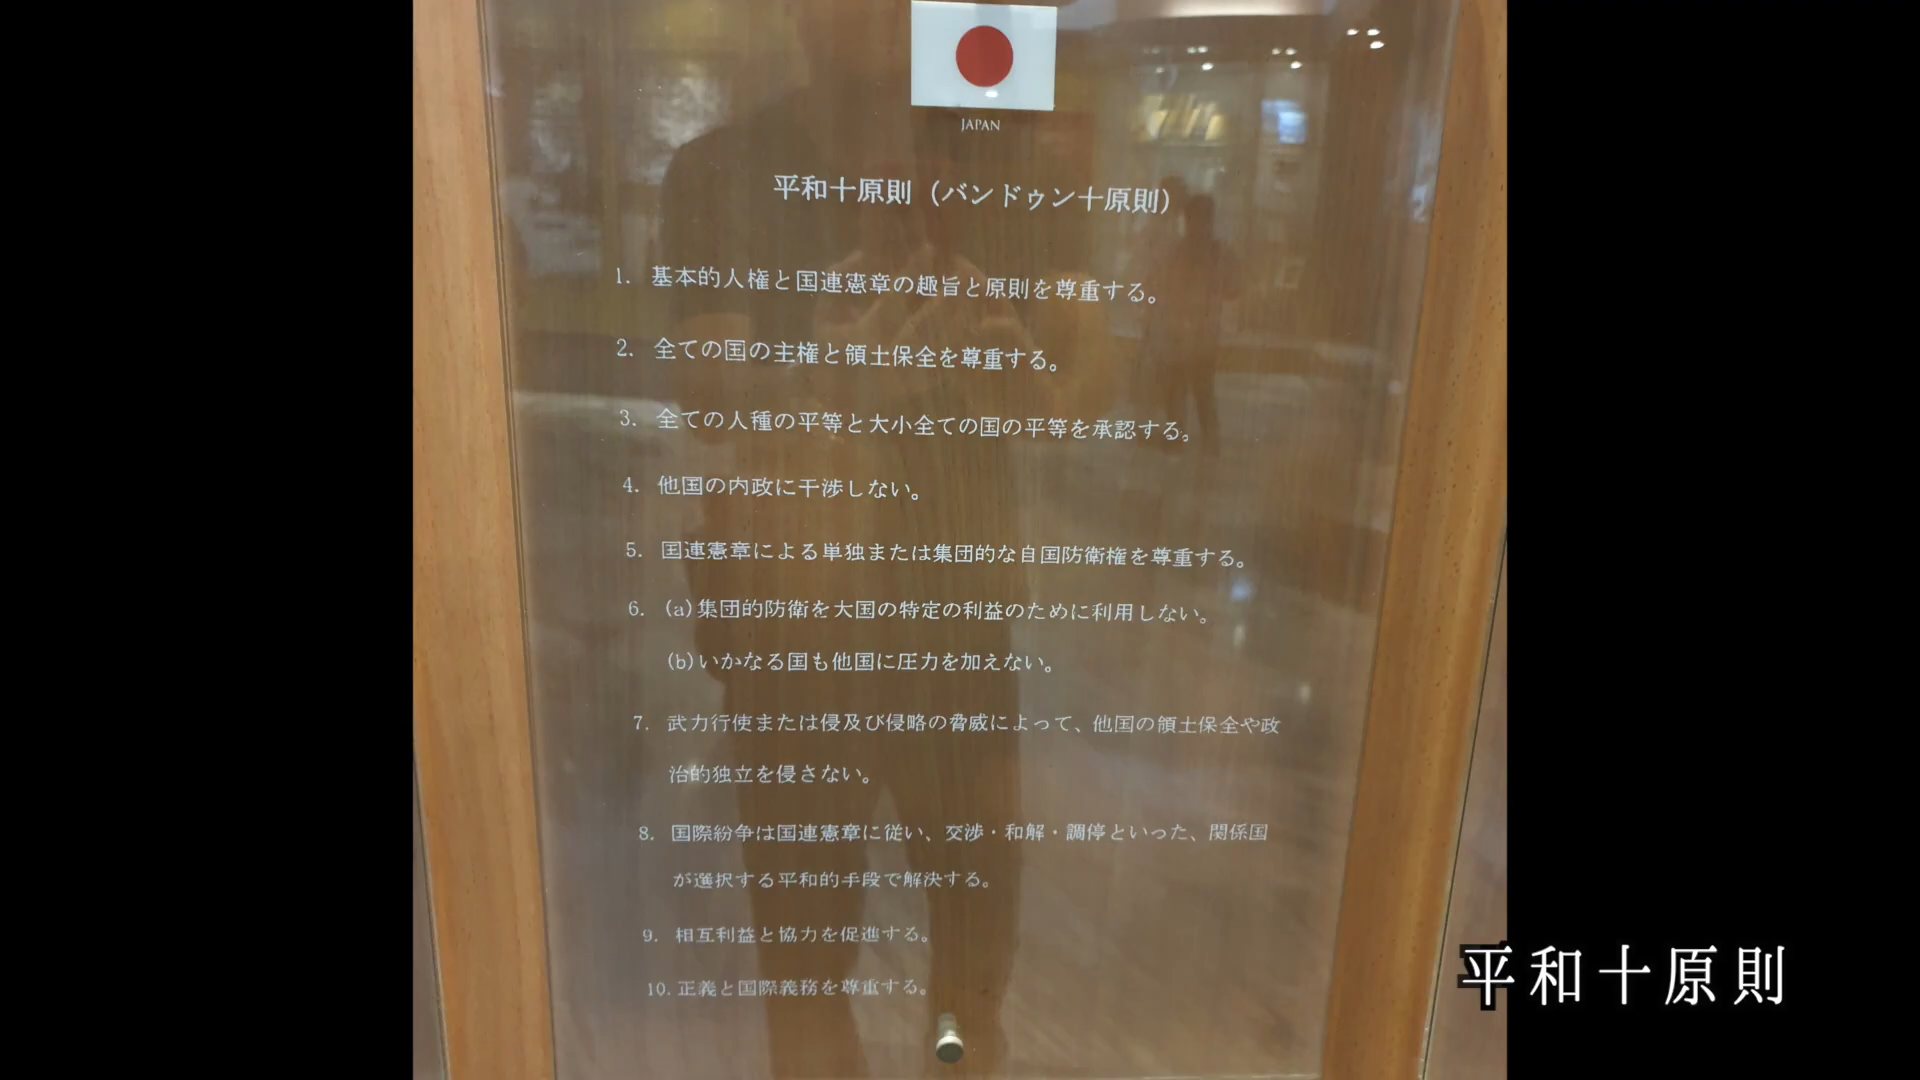 JAPAN
平和十原則（バンドゥン十原則）
1. 基本的人権と国連憲章の趣旨と原則を尊重する。
2. 全ての国の主権と領土保全を尊重する。
3. 全ての人種の平等と大小全ての国の平等を承認する。
4. 他国の内政に干渉しない。
5. 国連憲章による単独または集団的な自国防衛権を尊重する。
6. (a)集団的防衛を大国の特定の利益のために利用しない。
(b)いかなる国も他国に圧力を加えない。
7. 武力行使または侵及び侵略の脅威によって、他国の領土保全や政
治的独立を侵さない。
8. 国際紛争は国連憲章に従い、交渉・和解・調停といった、関係国
が選択する平和的手段で解決する。
9. 相互利益と協力を促進する。
10. 正義と国際義務を尊重する。
平和十原則